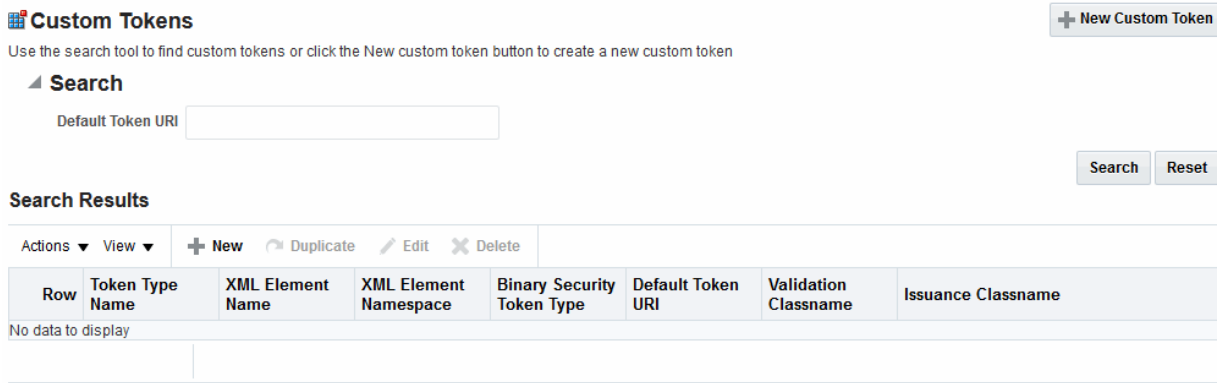 Custom Tokens
New Custom Token
Use the search tool to find custom tokens or click the New custom token button to create a new custom token
Search
Default Token URI
Search Reset
Search Results
Actions View New Duplicate Edit Delete
Row Token Type Name XML Element Name XML Element Namespace Binary Security Token Type Default Token URI Validation Classname Issuance Classname
No data to display